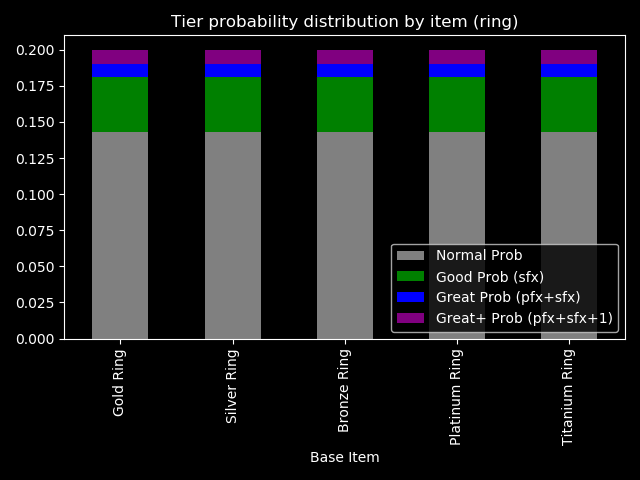 Tier probability distribution by item (ring)
0.200
0.175
0.150
0.125
0.100
0.075
0.050
0.025
0.000
Normal Prob
Good Prob (sfx)
Great Prob (pfx+sfx)
Great+ Prob (pfx+sfx+1)
Gold Ring
Silver Ring
Bronze Ring
Platinum Ring
Titanium Ring
Base Item